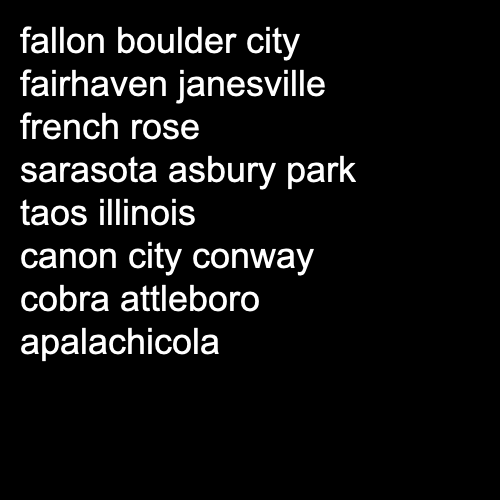 fallon boulder city
fairhaven janesville
french rose
sarasota asbury park
taos illinois
canon city conway
cobra attleboro
apalachicola